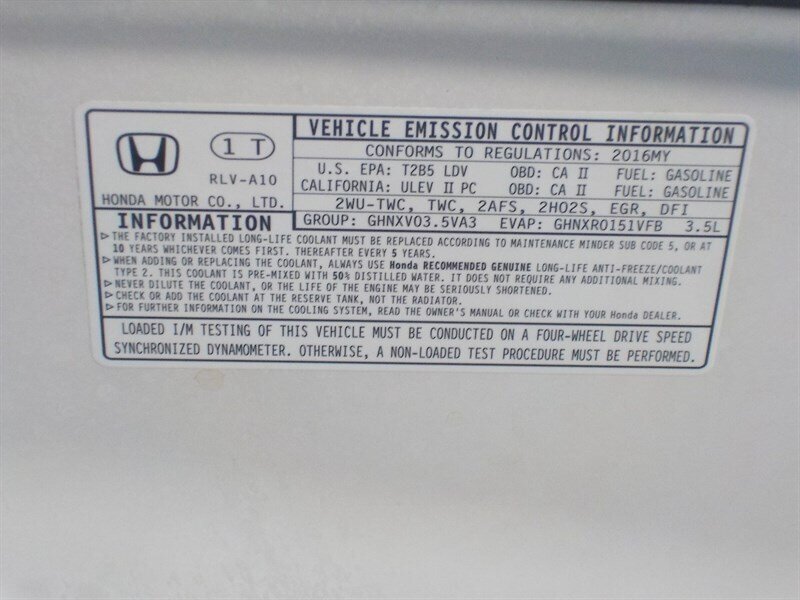 1 T
RLV-A10
HONDA MOTOR CO., LTD.
VEHICLE EMISSION CONTROL INFORMATION
CONFORMS TO REGULATIONS: 2016MY
U.S. EPA: T2B5 LDV OBD: CA II FUEL: GASOLINE
CALIFORNIA: ULEV II PC OBD: CA II FUEL: GASOLINE
2WU-TWC, TWC, 2AFS, 2HO2S, EGR, DFI
GROUP: GHNXV03.5VA3 EVAP: GHNXR0151VFB 3.5L
INFORMATION
▷ THE FACTORY INSTALLED LONG-LIFE COOLANT MUST BE REPLACED ACCORDING TO MAINTENANCE MINDER SUB CODE 5, OR AT
10 YEARS WHICHEVER COMES FIRST. THEREAFTER EVERY 5 YEARS.
▷ WHEN ADDING OR REPLACING THE COOLANT, ALWAYS USE Honda RECOMMENDED GENUINE LONG-LIFE ANTI-FREEZE/COOLANT
TYPE 2. THIS COOLANT IS PRE-MIXED WITH 50% DISTILLED WATER. IT DOES NOT REQUIRE ANY ADDITIONAL MIXING.
▷ NEVER DILUTE THE COOLANT, OR THE LIFE OF THE ENGINE MAY BE SERIOUSLY SHORTENED.
▷ CHECK OR ADD THE COOLANT AT THE RESERVE TANK, NOT THE RADIATOR.
▷ FOR FURTHER INFORMATION ON THE COOLING SYSTEM, READ THE OWNER'S MANUAL OR CHECK WITH YOUR Honda DEALER.
LOADED I/M TESTING OF THIS VEHICLE MUST BE CONDUCTED ON A FOUR-WHEEL DRIVE SPEED
SYNCHRONIZED DYNAMOMETER. OTHERWISE, A NON-LOADED TEST PROCEDURE MUST BE PERFORMED.